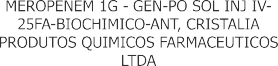 MEROPENEM 1G - GEN-PO SOL INJ IV-
25FA-BIOCHIMICO-ANT, CRISTALIA
PRODUTOS QUIMICOS FARMACEUTICOS
LTDA